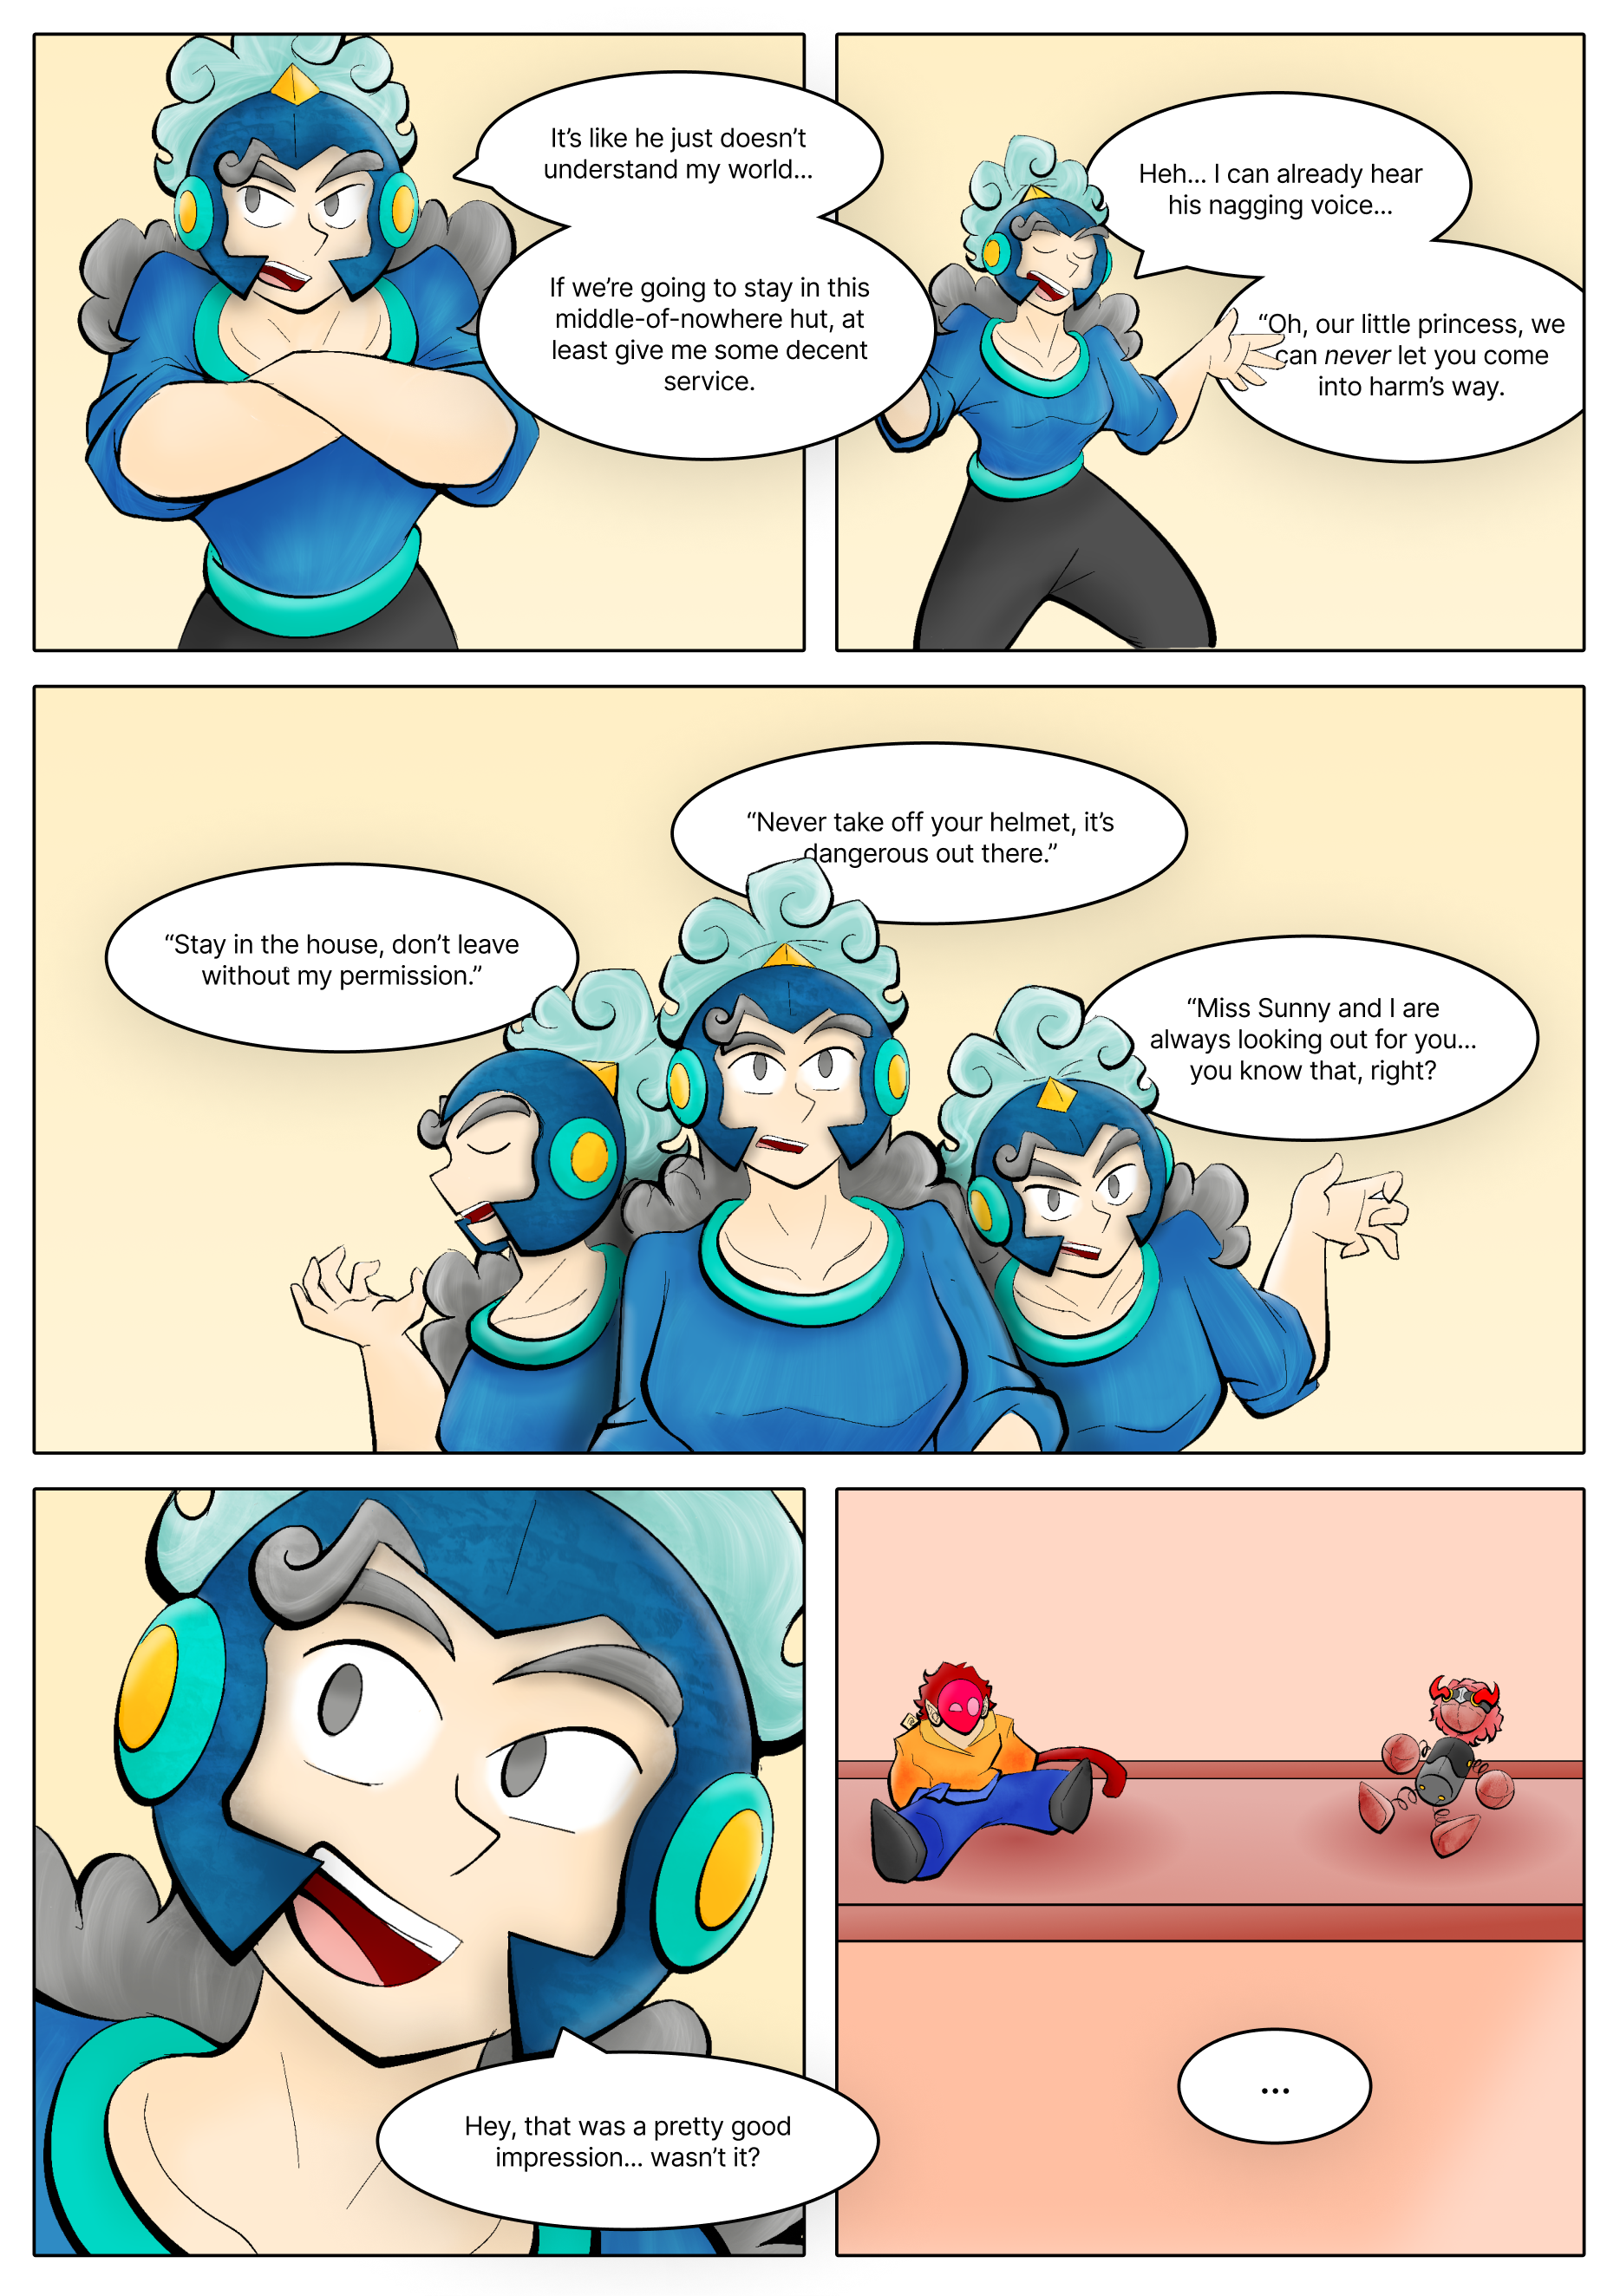 It’s like he just doesn’t
understand my world...
If we’re going to stay in this
middle-of-nowhere hut, at
least give me some decent
service.
Heh... I can already hear
his nagging voice...
“Oh, our little princess, we
can never let you come
into harm’s way.
“Never take off your helmet, it’s
dangerous out there.”
“Stay in the house, don’t leave
without my permission.”
“Miss Sunny and I are
always looking out for you...
you know that, right?
Hey, that was a pretty good
impression... wasn’t it?
...